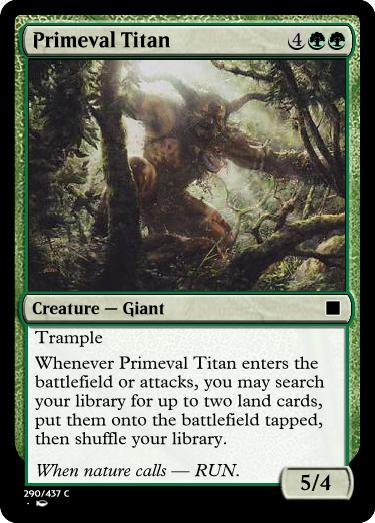 Primeval Titan 4
Creature — Giant
Trample
Whenever Primeval Titan enters the
battlefield or attacks, you may search
your library for up to two land cards,
put them onto the battlefield tapped,
then shuffle your library.
When nature calls — RUN.
5/4
290/437 C